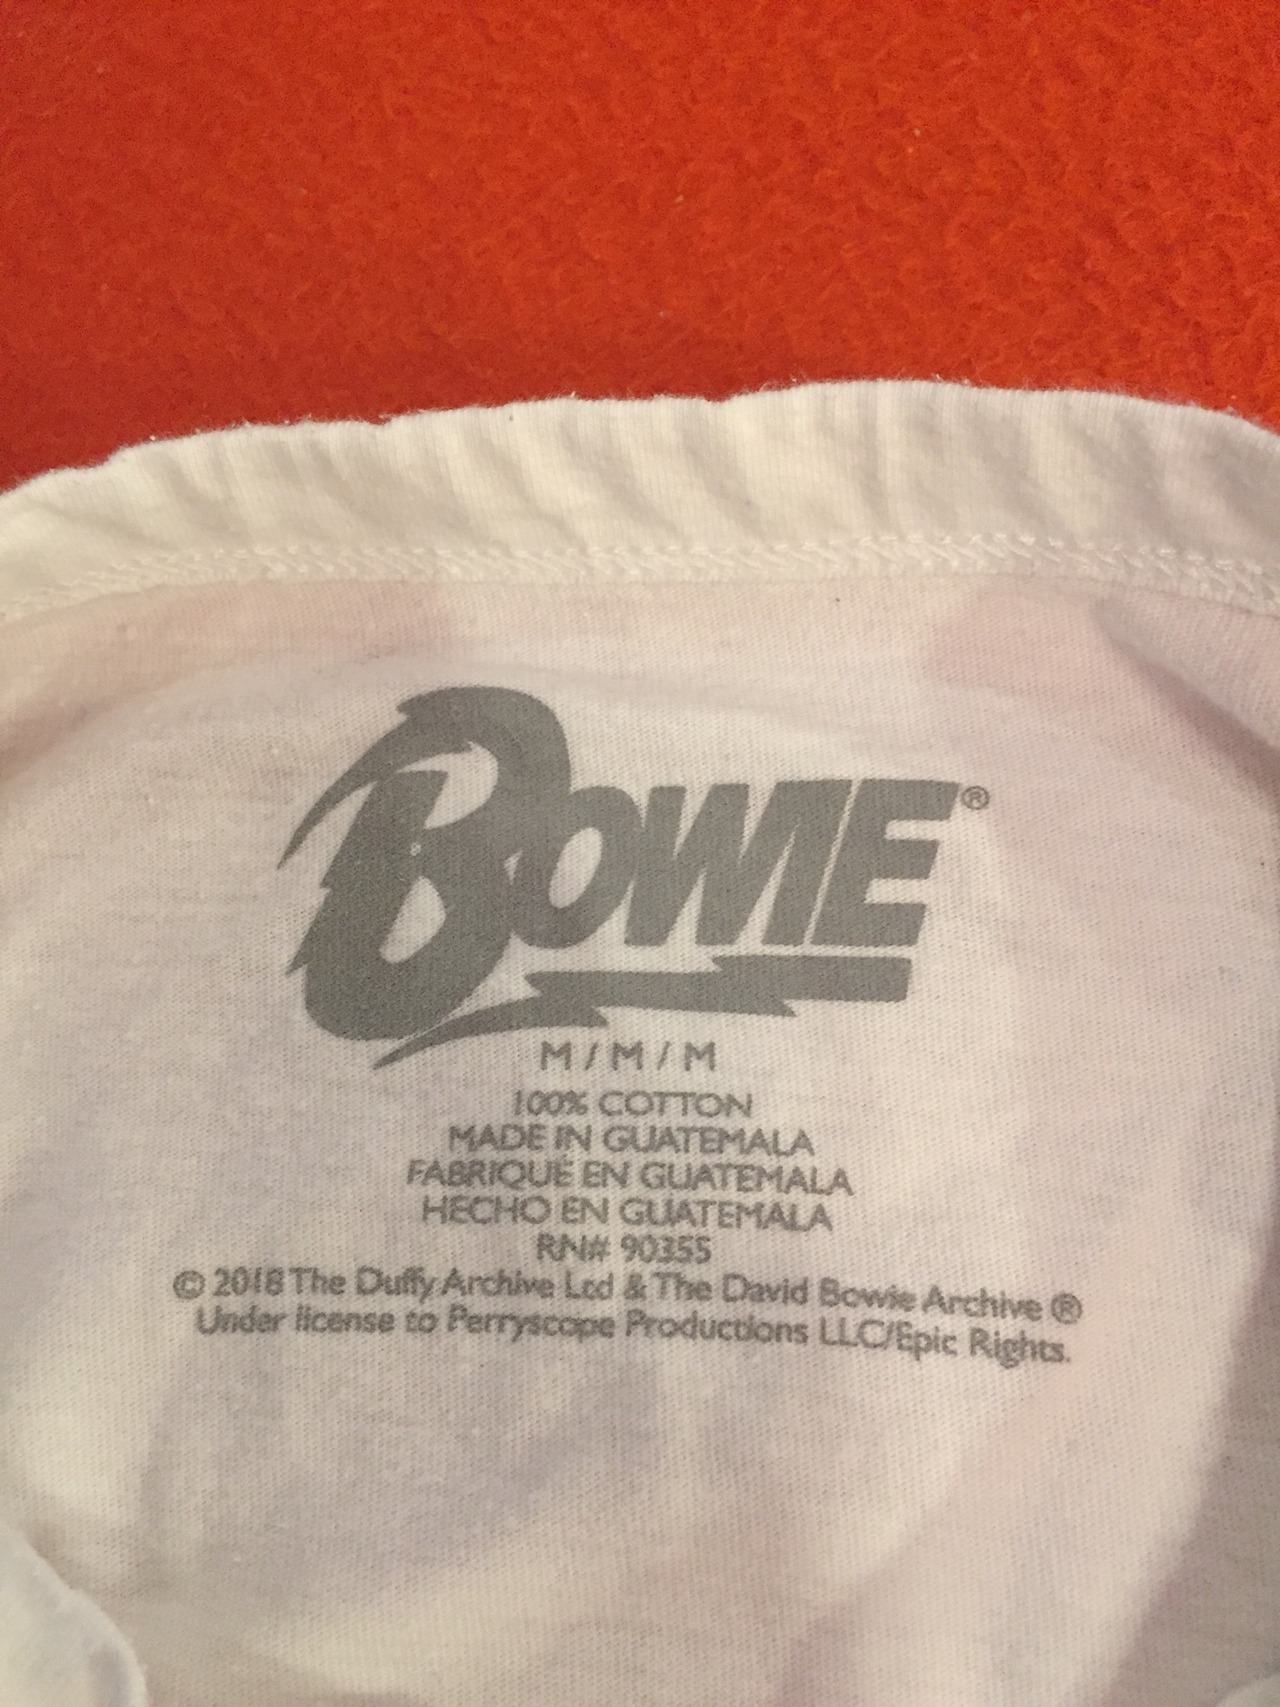 BOWIE®
M / M / M
100% COTTON
MADE IN GUATEMALA
FABRIQUÉ EN GUATEMALA
HECHO EN GUATEMALA
RN# 90355
© 2018 The Duffy Archive Ltd & The David Bowie Archive ®
Under license to Perryscope Productions LLC/Epic Rights.